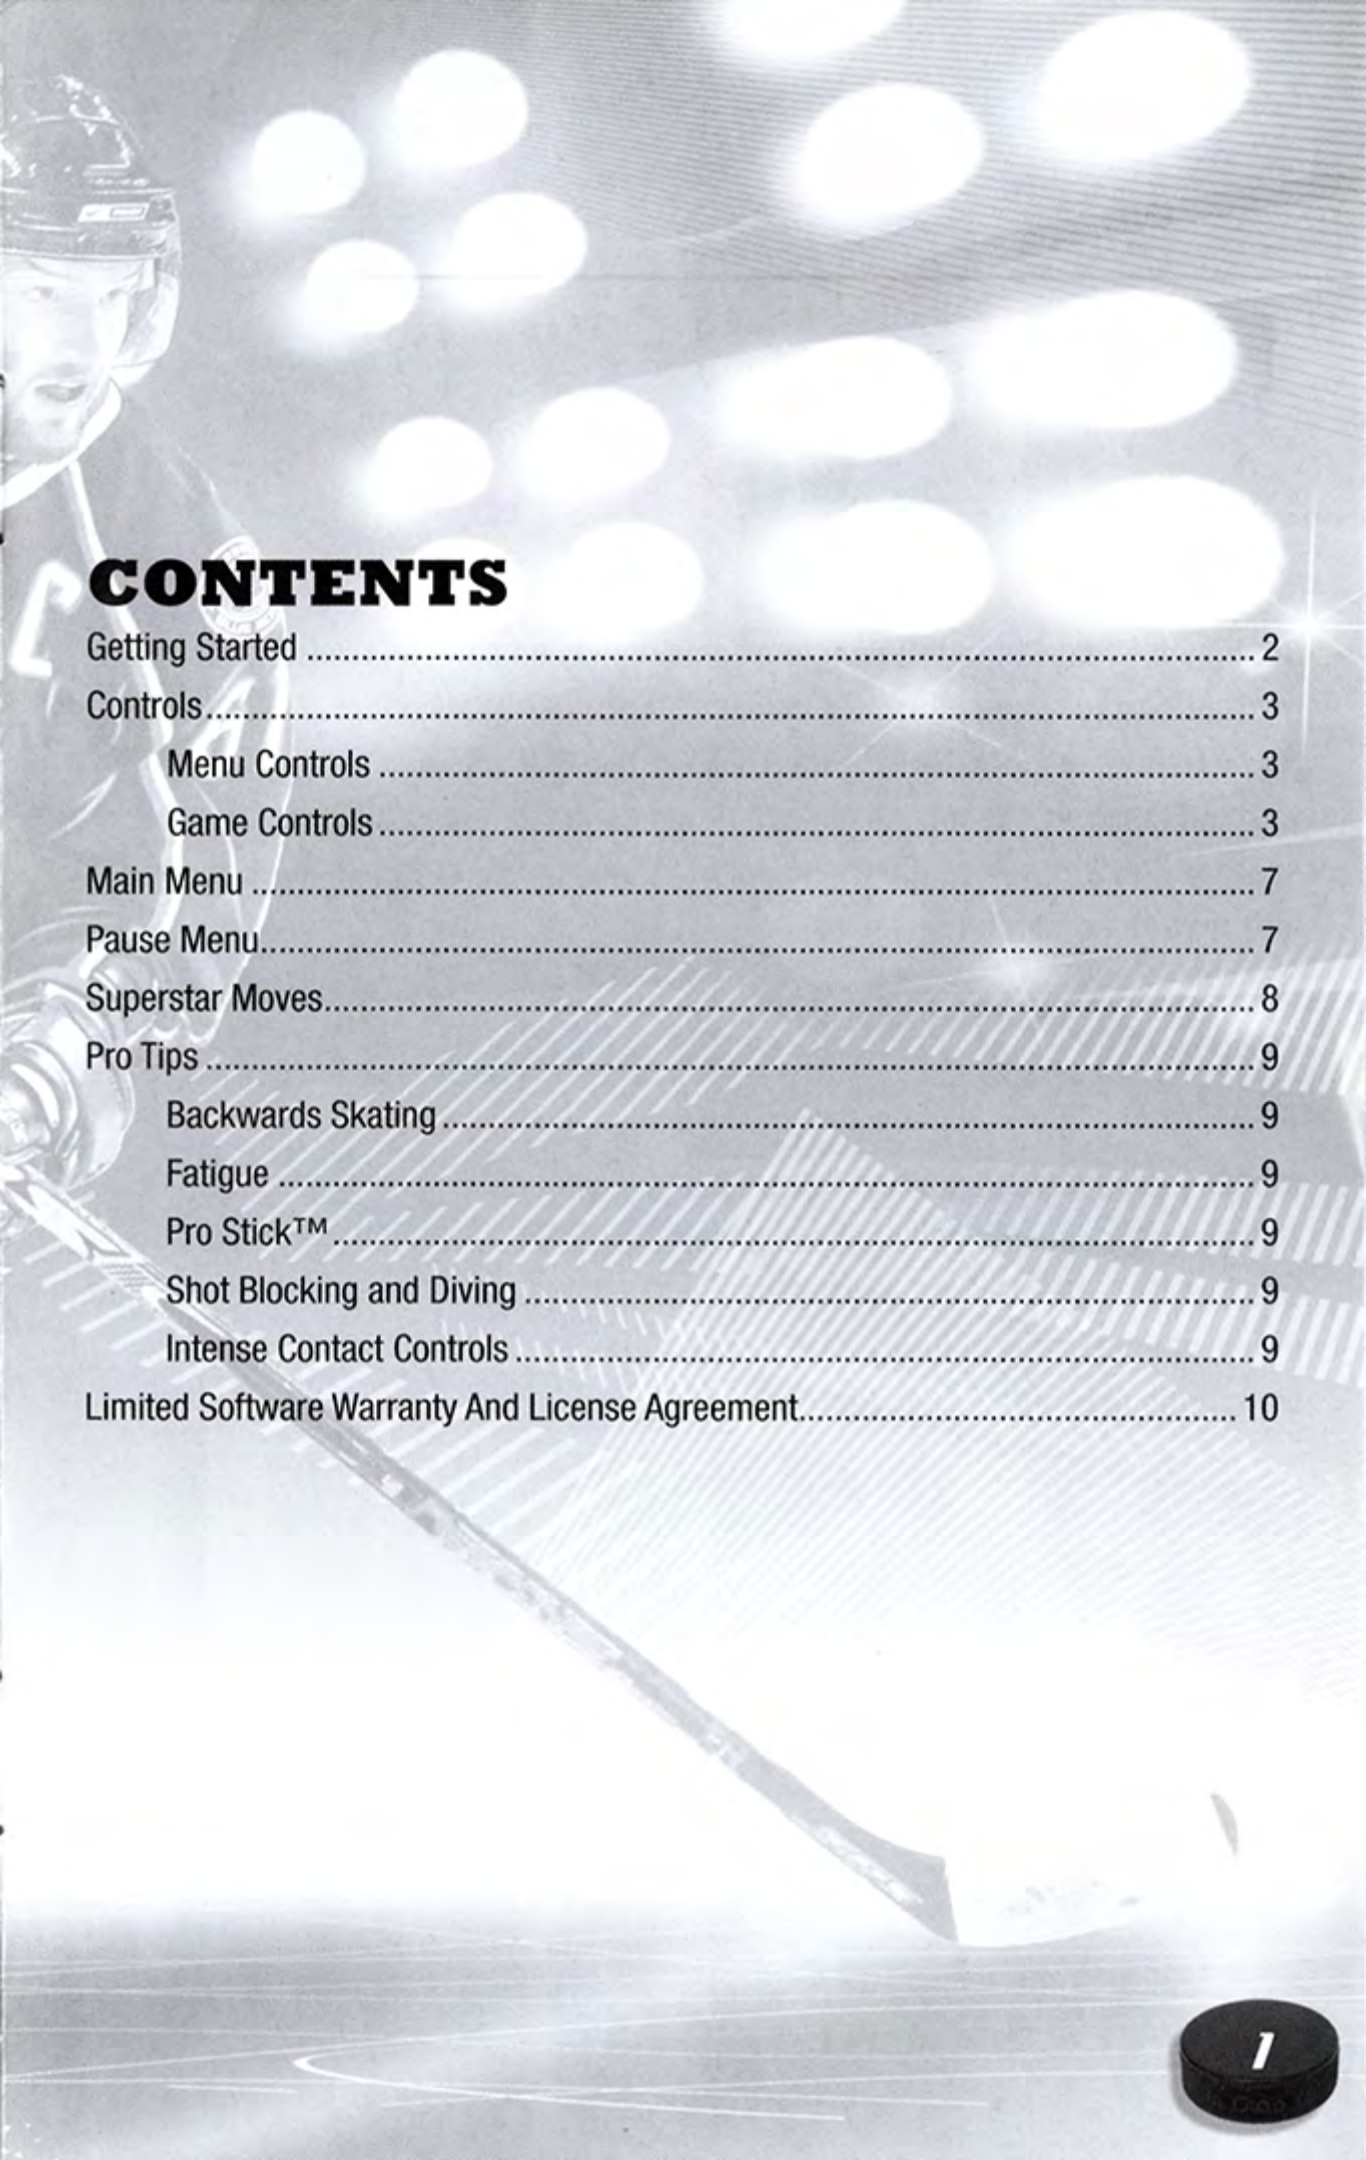 CONTENTS
Getting Started ........ 2
Controls ........ 3
Menu Controls ........ 3
Game Controls ........ 3
Main Menu ........ 7
Pause Menu ........ 7
Superstar Moves ........ 8
Pro Tips ........ 9
Backwards Skating ........ 9
Fatigue ........ 9
Pro Stick™ ........ 9
Shot Blocking and Diving ........ 9
Intense Contact Controls ........ 9
Limited Software Warranty And License Agreement ........ 10
1